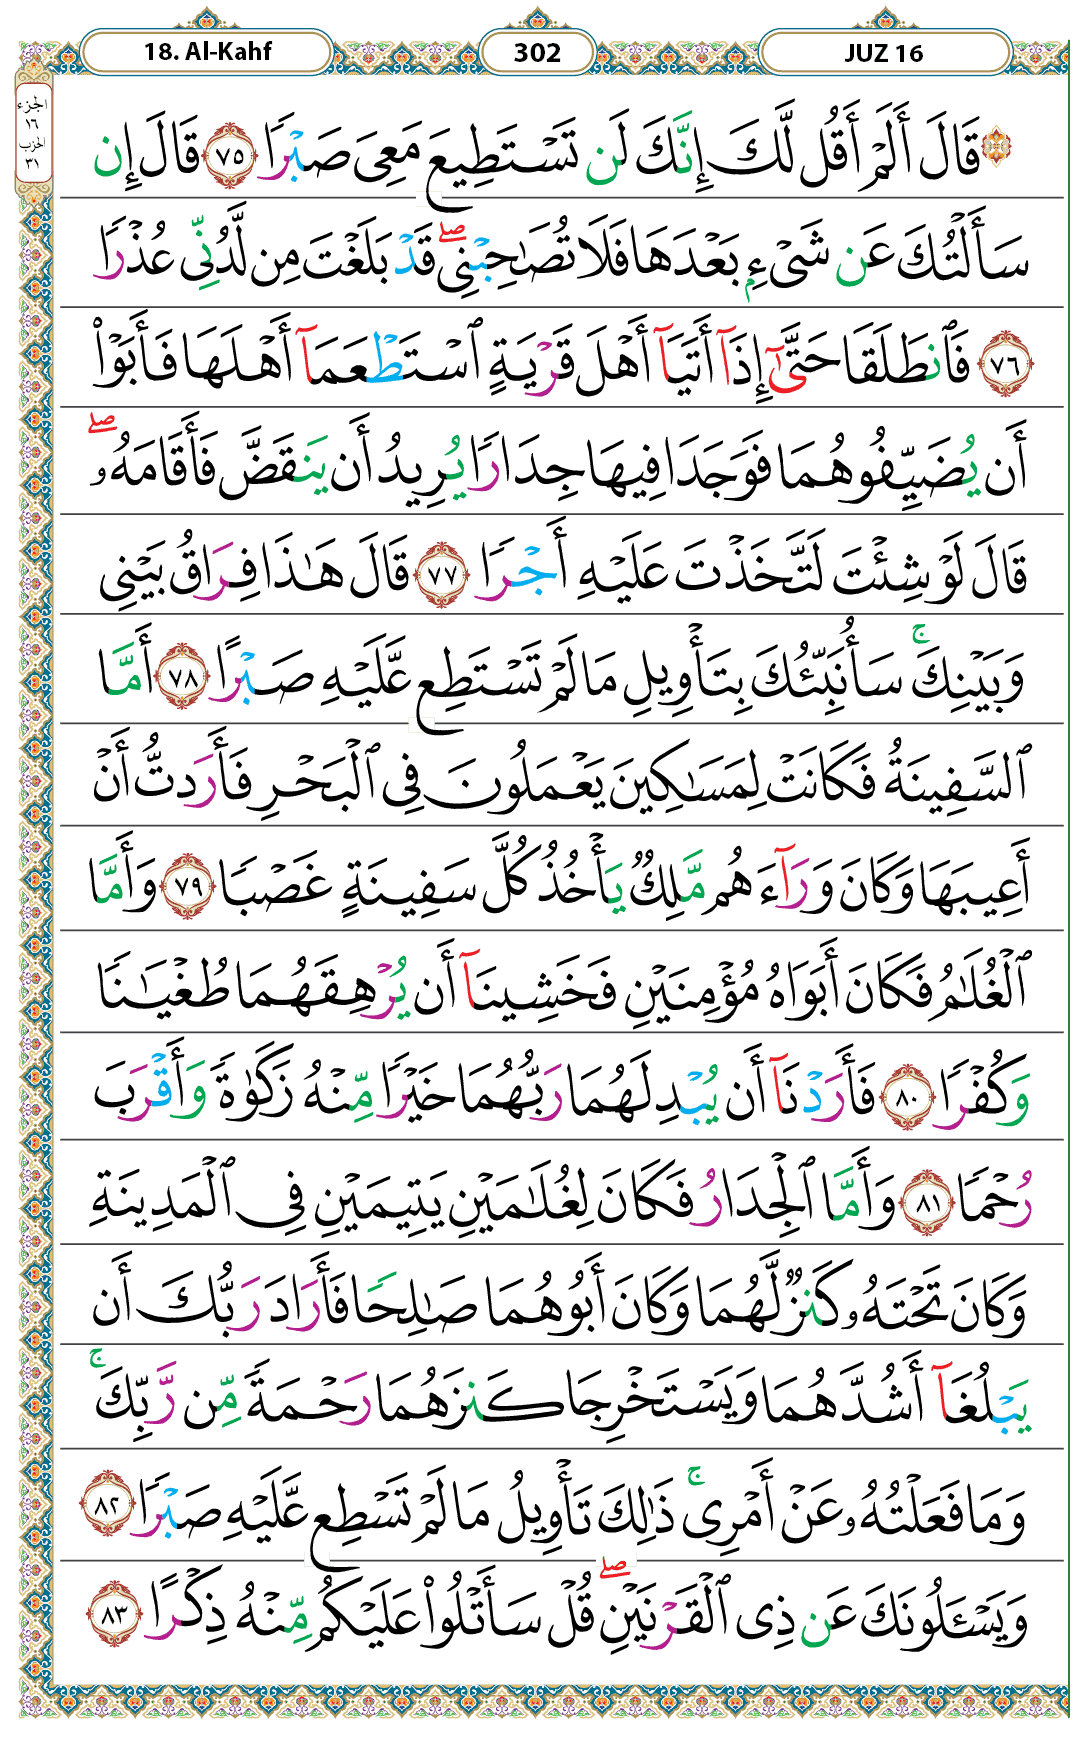 18. Al-Kahf
302
JUZ 16
الجزء
١٦
الحزب
٣١
۞ قَالَ أَلَمْ أَقُل لَّكَ إِنَّكَ لَن تَسْتَطِيعَ مَعِىَ صَبْرًا ٧٥ قَالَ إِن
سَأَلْتُكَ عَن شَىْءٍۭ بَعْدَهَا فَلَا تُصَـٰحِبْنِى ۖ قَدْ بَلَغْتَ مِن لَّدُنِّى عُذْرًا
٧٦ فَٱنطَلَقَا حَتَّىٰٓ إِذَآ أَتَيَآ أَهْلَ قَرْيَةٍ ٱسْتَطْعَمَآ أَهْلَهَا فَأَبَوْا۟
أَن يُضَيِّفُوهُمَا فَوَجَدَا فِيهَا جِدَارًا يُرِيدُ أَن يَنقَضَّ فَأَقَامَهُۥ ۖ
قَالَ لَوْ شِئْتَ لَتَّخَذْتَ عَلَيْهِ أَجْرًا ٧٧ قَالَ هَـٰذَا فِرَاقُ بَيْنِى
وَبَيْنِكَ ۚ سَأُنَبِّئُكَ بِتَأْوِيلِ مَا لَمْ تَسْتَطِع عَّلَيْهِ صَبْرًا ٧٨ أَمَّا
ٱلسَّفِينَةُ فَكَانَتْ لِمَسَـٰكِينَ يَعْمَلُونَ فِى ٱلْبَحْرِ فَأَرَدتُّ أَنْ
أَعِيبَهَا وَكَانَ وَرَآءَهُم مَّلِكٌ يَأْخُذُ كُلَّ سَفِينَةٍ غَصْبًا ٧٩ وَأَمَّا
ٱلْغُلَـٰمُ فَكَانَ أَبَوَاهُ مُؤْمِنَيْنِ فَخَشِينَآ أَن يُرْهِقَهُمَا طُغْيَـٰنًا
وَكُفْرًا ٨٠ فَأَرَدْنَآ أَن يُبْدِلَهُمَا رَبُّهُمَا خَيْرًا مِّنْهُ زَكَوٰةً وَأَقْرَبَ
رُحْمًا ٨١ وَأَمَّا ٱلْجِدَارُ فَكَانَ لِغُلَـٰمَيْنِ يَتِيمَيْنِ فِى ٱلْمَدِينَةِ
وَكَانَ تَحْتَهُۥ كَنزٌ لَّهُمَا وَكَانَ أَبُوهُمَا صَـٰلِحًا فَأَرَادَ رَبُّكَ أَن
يَبْلُغَآ أَشُدَّهُمَا وَيَسْتَخْرِجَا كَنزَهُمَا رَحْمَةً مِّن رَّبِّكَ ۚ
وَمَا فَعَلْتُهُۥ عَنْ أَمْرِى ۚ ذَٰلِكَ تَأْوِيلُ مَا لَمْ تَسْطِع عَّلَيْهِ صَبْرًا ٨٢
وَيَسْـَٔلُونَكَ عَن ذِى ٱلْقَرْنَيْنِ ۖ قُلْ سَأَتْلُوا۟ عَلَيْكُم مِّنْهُ ذِكْرًا ٨٣